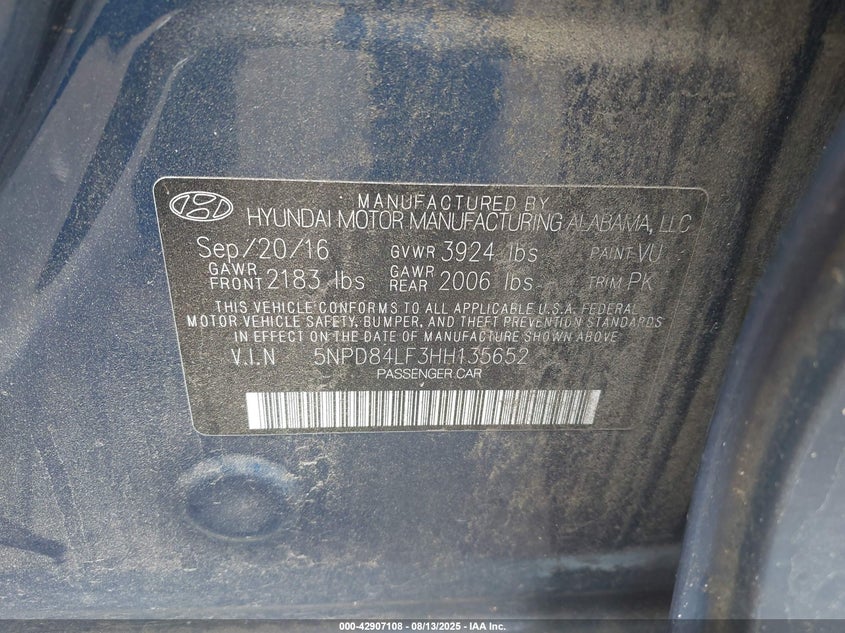 MANUFACTURED BY
HYUNDAI MOTOR MANUFACTURING ALABAMA, LLC
Sep/20/16 GVWR 3924 lbs PAINT VU
GAWR FRONT 2183 lbs GAWR REAR 2006 lbs TRIM PK
THIS VEHICLE CONFORMS TO ALL APPLICABLE U.S.A. FEDERAL
MOTOR VEHICLE SAFETY, BUMPER, AND THEFT PREVENTION STANDARDS
IN EFFECT ON THE DATE OF MANUFACTURE SHOWN ABOVE
V.I.N 5NPD84LF3HH135652
PASSENGER CAR
000-42907108 - 08/13/2025 - IAA Inc.